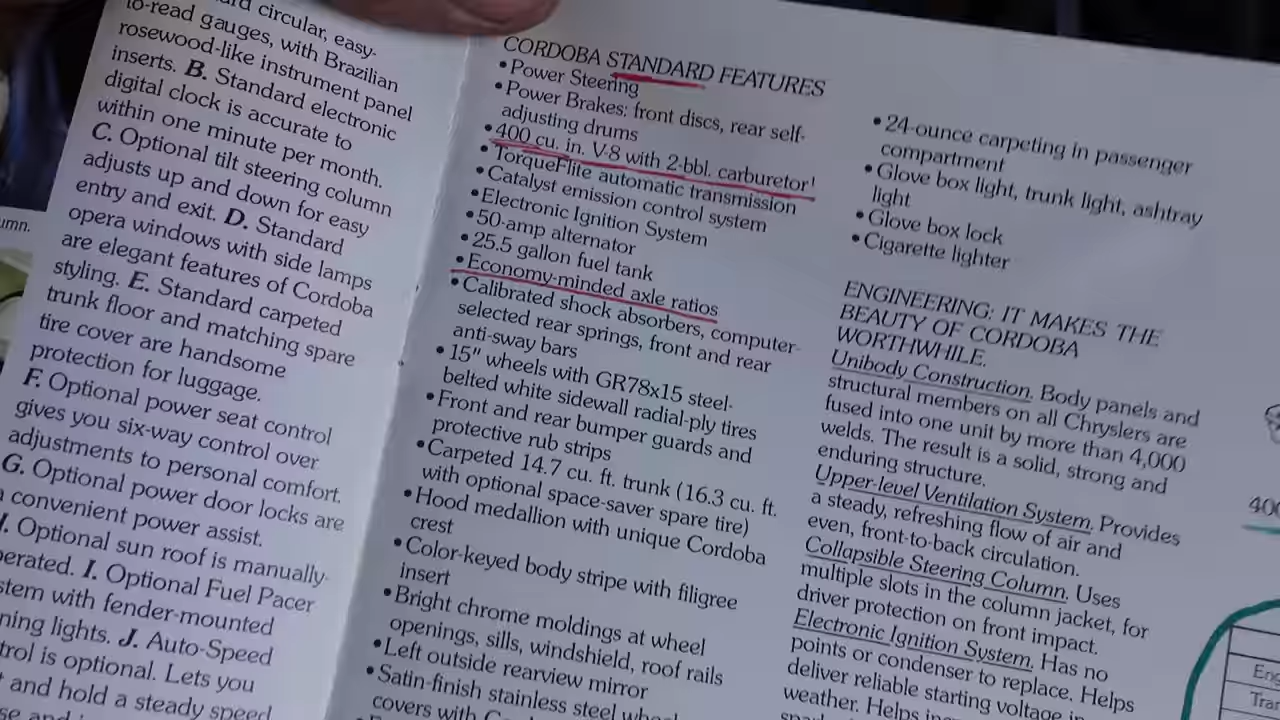 circular, easy-
to-read gauges, with Brazilian
rosewood-like instrument panel
inserts. B. Standard electronic
digital clock is accurate to
within one minute per month.
C. Optional tilt steering column
adjusts up and down for easy
entry and exit. D. Standard
opera windows with side lamps
are elegant features of Cordoba
styling. E. Standard carpeted
trunk floor and matching spare
tire cover are handsome
protection for luggage.
F. Optional power seat control
gives you six-way control over
adjustments to personal comfort.
G. Optional power door locks are
convenient power assist.
Optional sun roof is manually-
I. Optional Fuel Pacer
with fender-mounted
lights. J. Auto-Speed
is optional. Lets you
and hold a steady speed
CORDOBA STANDARD FEATURES
• Power Steering
• Power Brakes: front discs, rear self-
adjusting drums
• 400 cu. in. V-8 with 2-bbl. carburetor!
• TorqueFlite automatic transmission
• Catalyst emission control system
• Electronic Ignition System
• 50-amp alternator
• 25.5 gallon fuel tank
• Economy-minded axle ratios
• Calibrated shock absorbers, computer-
selected rear springs, front and rear
anti-sway bars
• 15" wheels with GR78x15 steel-
belted white sidewall radial-ply tires
• Front and rear bumper guards and
protective rub strips
• Carpeted 14.7 cu. ft. trunk (16.3 cu. ft.
with optional space-saver spare tire)
• Hood medallion with unique Cordoba
crest
• Color-keyed body stripe with filigree
insert
• Bright chrome moldings at wheel
openings, sills, windshield, roof rails
• Left outside rearview mirror
• Satin-finish stainless steel
covers with
• 24-ounce carpeting in passenger
compartment
• Glove box light, trunk light, ashtray
light
• Glove box lock
• Cigarette lighter
ENGINEERING: IT MAKES THE
BEAUTY OF CORDOBA
WORTHWHILE.
Unibody Construction. Body panels and
structural members on all Chryslers are
fused into one unit by more than 4,000
welds. The result is a solid, strong and
enduring structure.
Upper-level Ventilation System. Provides
a steady, refreshing flow of air and
even, front-to-back circulation.
Collapsible Steering Column. Uses
multiple slots in the column jacket, for
driver protection on front impact.
Electronic Ignition System. Has no
points or condenser to replace. Helps
deliver reliable starting voltage in
weather. Helps